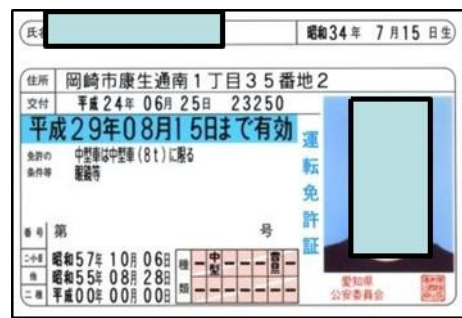 氏名
昭和34年 7月15日生
住所 岡崎市康生通南1丁目35番地2
交付 平成24年06月25日 23250
平成29年08月15日まで有効
免許の条件等 中型車は中型車(8t)に限る
眼鏡等
番号 第 号
二・小・原 昭和57年10月06日
他 昭和55年08月28日
二種 平成00年00月00日
種類 中型 普自二
運転免許証
愛知県
公安委員会